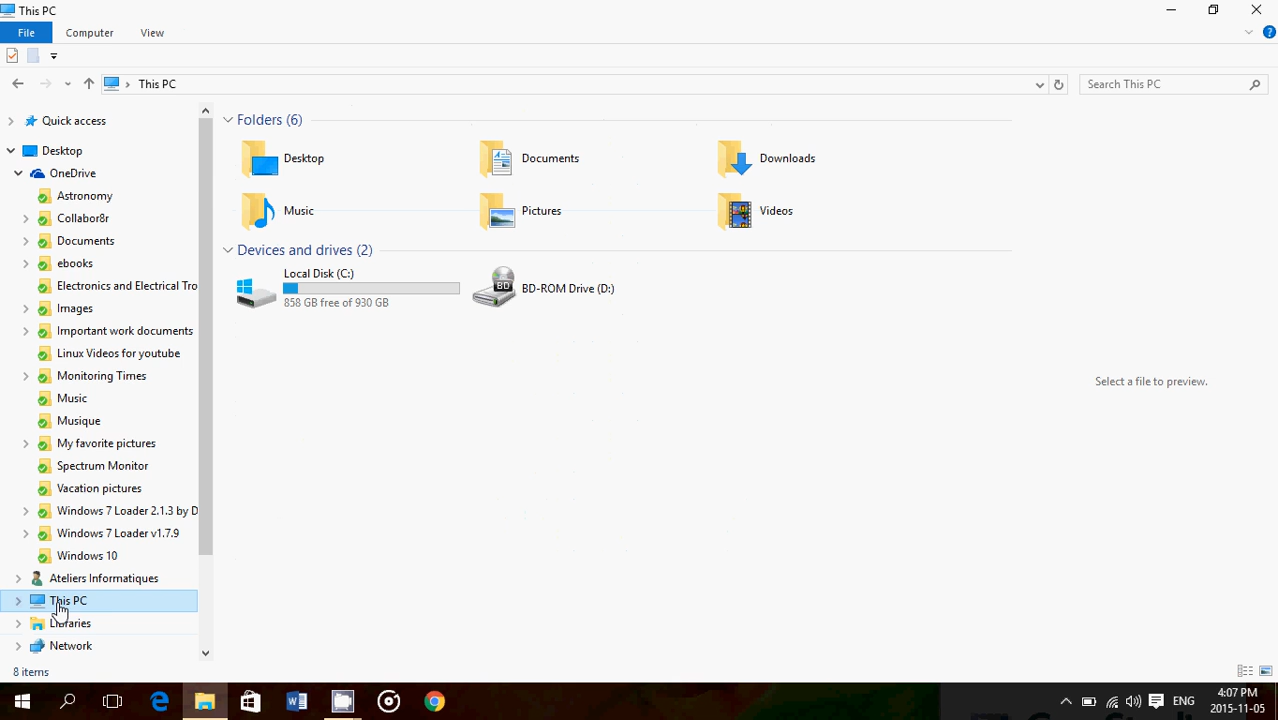 This PC
File Computer View
This PC
Search This PC
Quick access
Desktop
OneDrive
Astronomy
Collabor8r
Documents
ebooks
Electronics and Electrical Tro
Images
Important work documents
Linux Videos for youtube
Monitoring Times
Music
Musique
My favorite pictures
Spectrum Monitor
Vacation pictures
Windows 7 Loader 2.1.3 by D
Windows 7 Loader v1.7.9
Windows 10
Ateliers Informatiques
This PC
Libraries
Network
Folders (6)
Desktop Documents Downloads
Music Pictures Videos
Devices and drives (2)
Local Disk (C:)
858 GB free of 930 GB
BD
BD-ROM Drive (D:)
Select a file to preview.
8 items
ENG
4:07 PM
2015-11-05